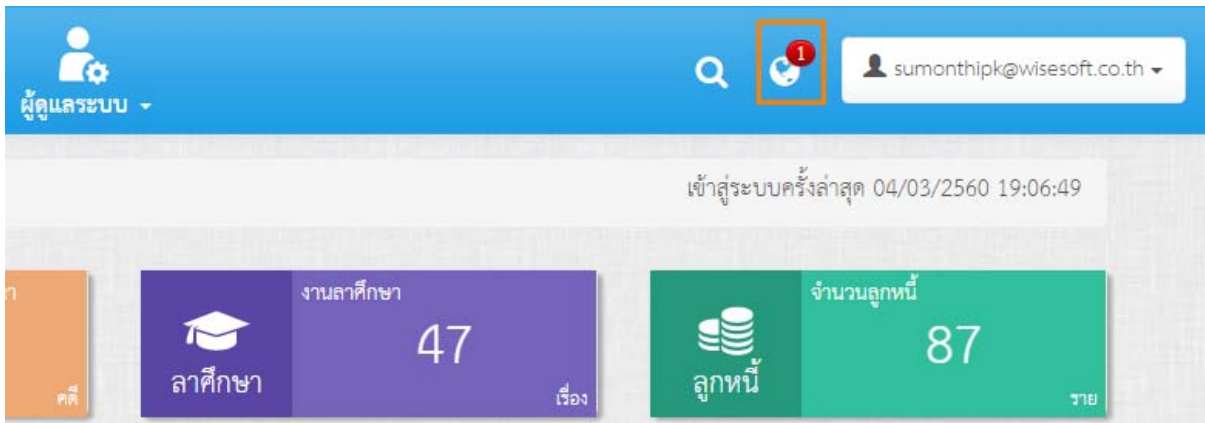 1
sumonthipk@wisesoft.co.th
ผู้ดูแลระบบ
เข้าสู่ระบบครั้งล่าสุด 04/03/2560 19:06:49
คดี
งานลาศึกษา
47
ลาศึกษา
เรื่อง
จำนวนลูกหนี้
87
ลูกหนี้
ราย